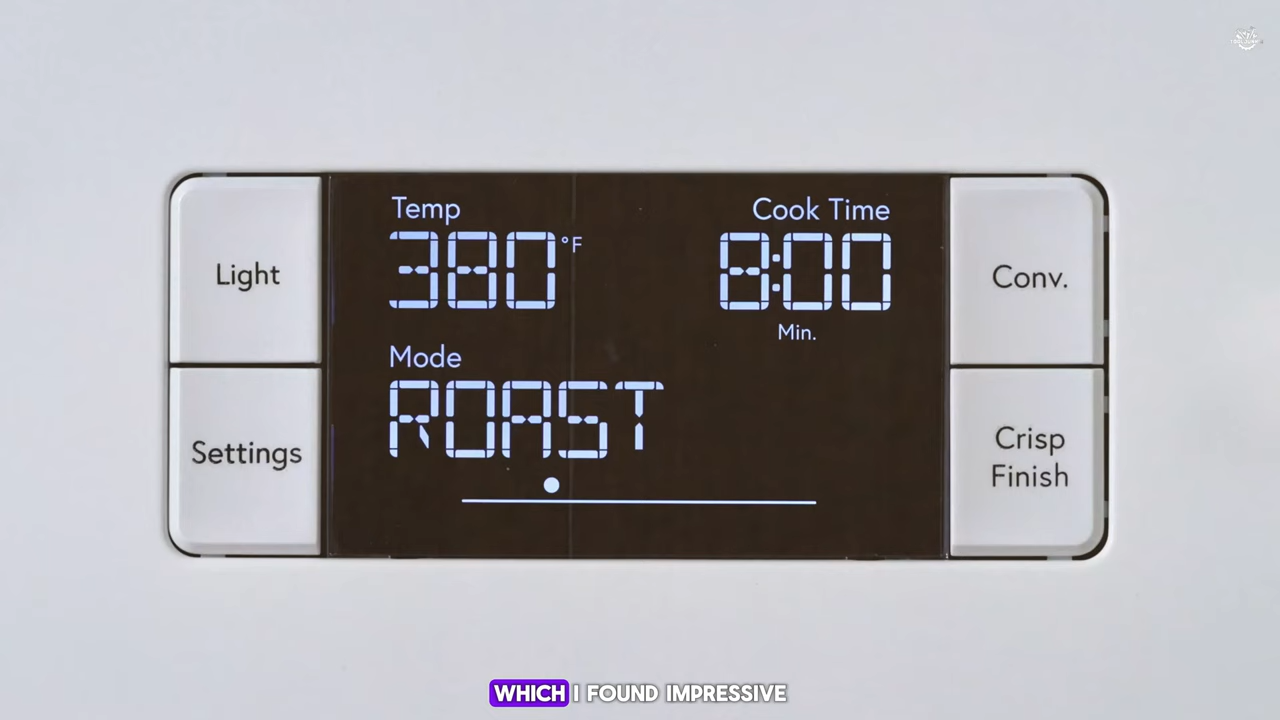 Light
Settings
Temp
380 °F
Cook Time
8:00
Min.
Mode
ROAST
Conv.
Crisp
Finish
WHICH I FOUND IMPRESSIVE